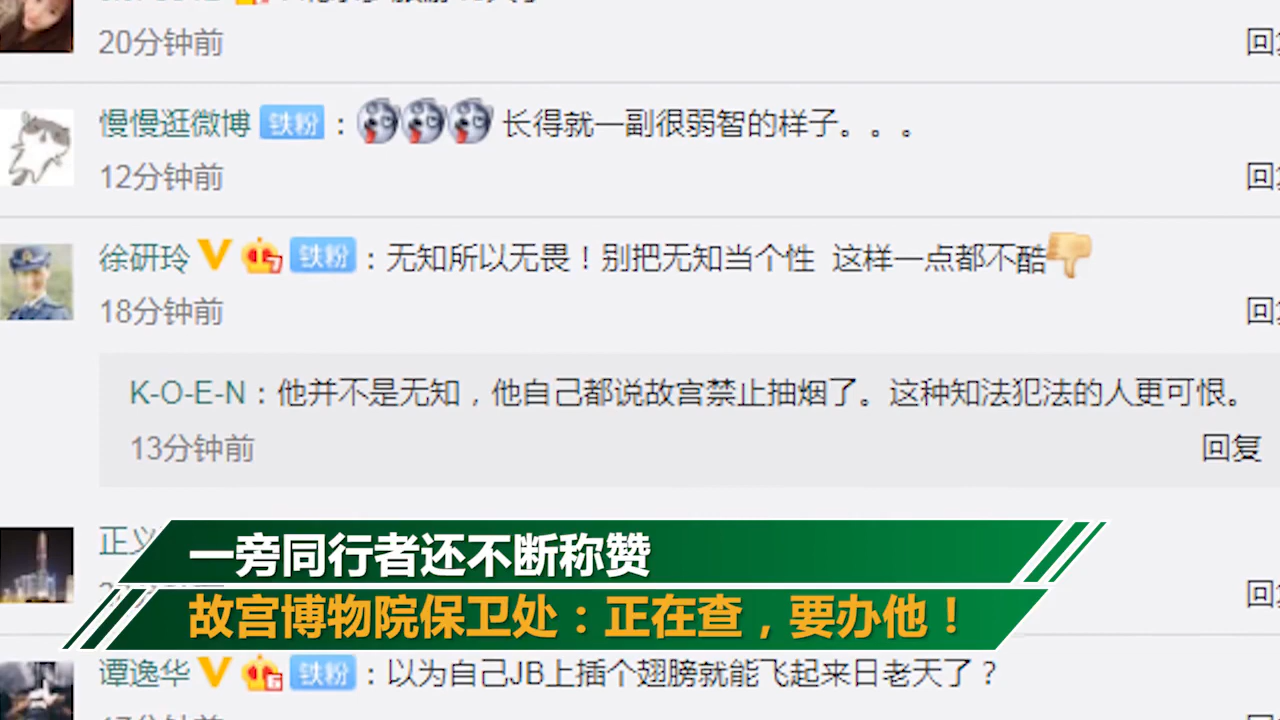 20分钟前
回
慢慢逛微博 铁粉 : 长得就一副很弱智的样子。。。
12分钟前
回
徐研玲 铁粉 : 无知所以无畏！别把无知当个性 这样一点都不酷
18分钟前
回
K-O-E-N : 他并不是无知，他自己都说故宫禁止抽烟了。这种知法犯法的人更可恨。
13分钟前
回复
正义
一旁同行者还不断称赞
回
故宫博物院保卫处：正在查，要办他！
谭逸华 铁粉 : 以为自己JB上插个翅膀就能飞起来日老天了？